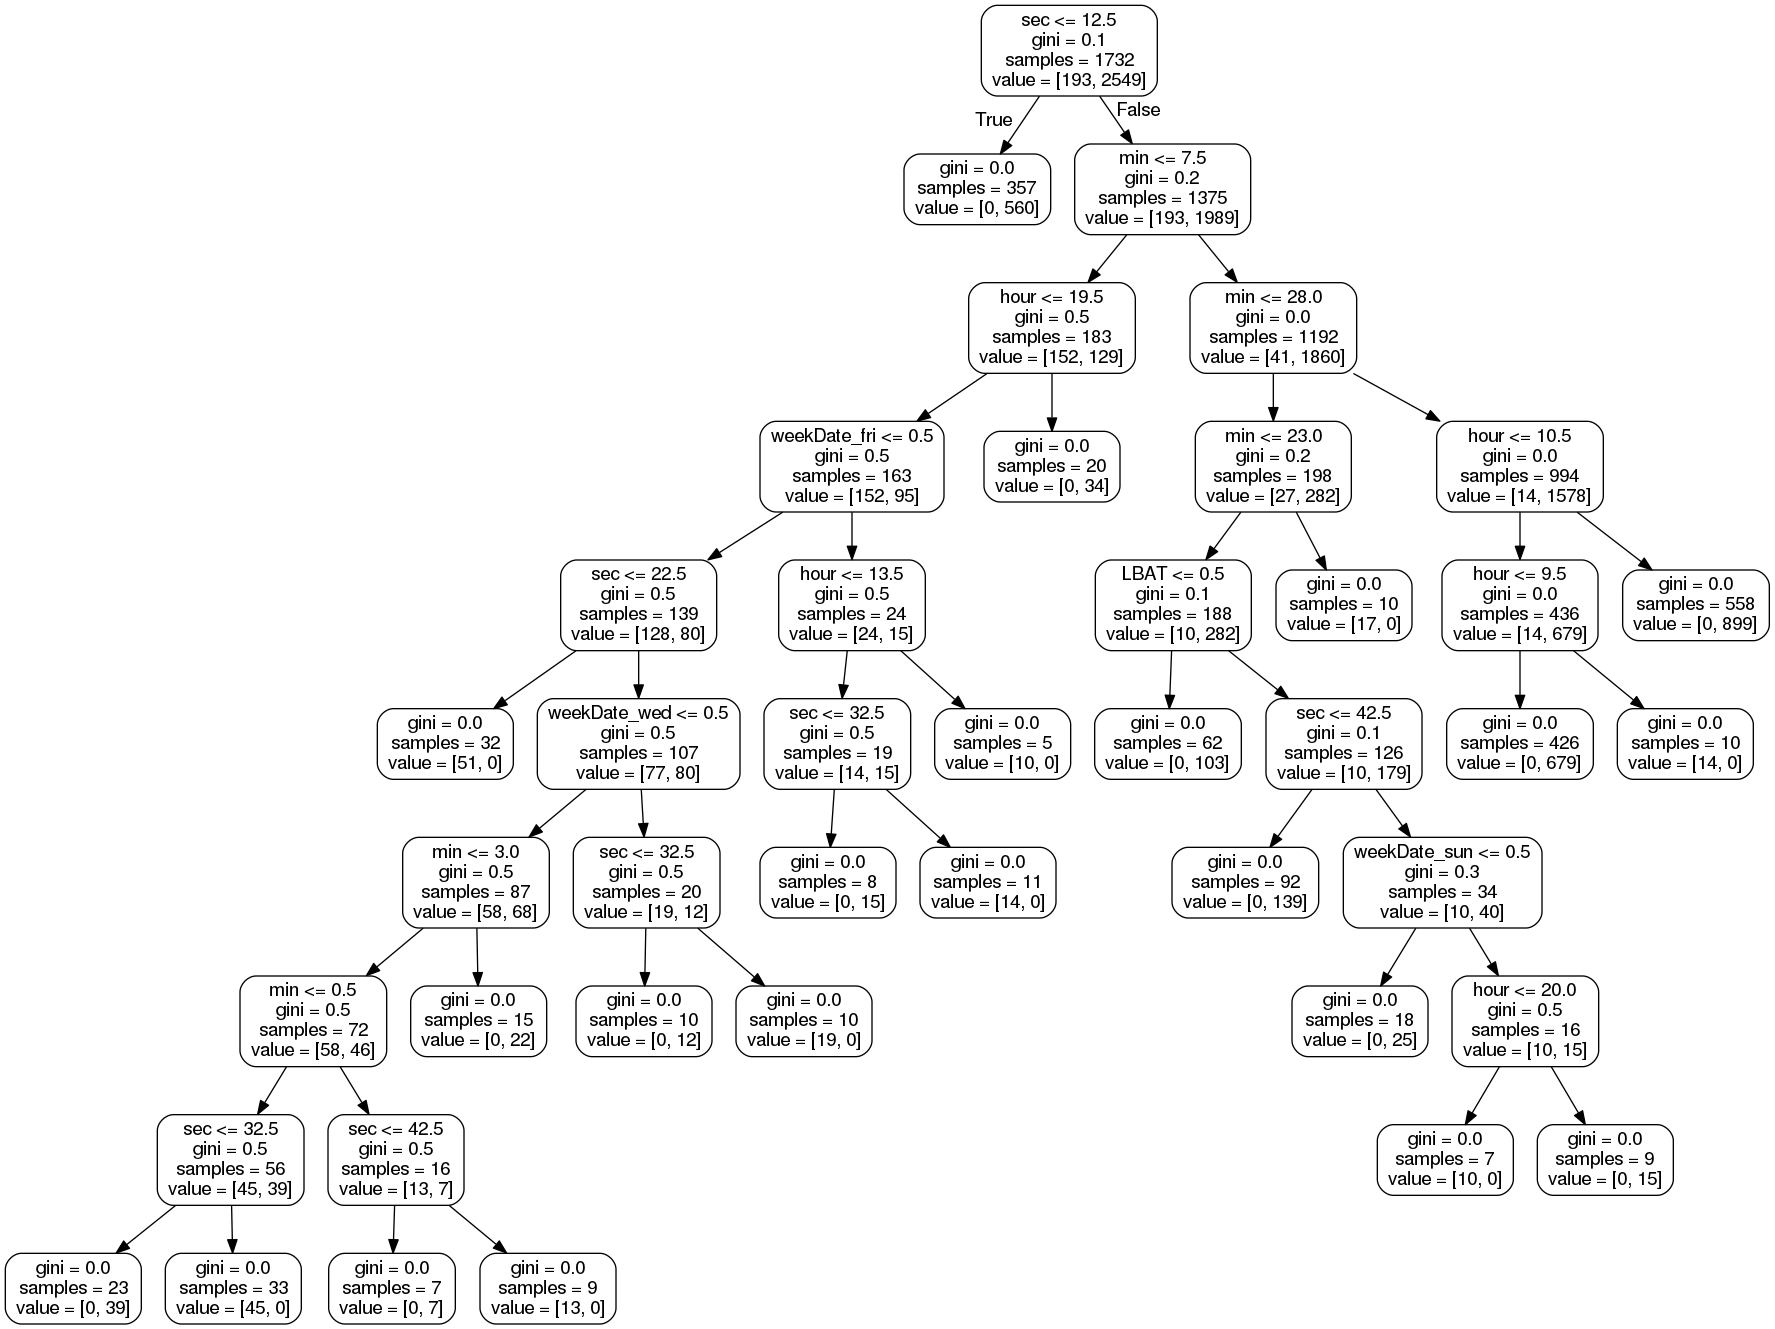 sec <= 12.5
gini = 0.1
samples = 1732
value = [193, 2549]
True
False
gini = 0.0
samples = 357
value = [0, 560]
min <= 7.5
gini = 0.2
samples = 1375
value = [193, 1989]
hour <= 19.5
gini = 0.5
samples = 183
value = [152, 129]
min <= 28.0
gini = 0.0
samples = 1192
value = [41, 1860]
weekDate_fri <= 0.5
gini = 0.5
samples = 163
value = [152, 95]
gini = 0.0
samples = 20
value = [0, 34]
min <= 23.0
gini = 0.2
samples = 198
value = [27, 282]
hour <= 10.5
gini = 0.0
samples = 994
value = [14, 1578]
sec <= 22.5
gini = 0.5
samples = 139
value = [128, 80]
hour <= 13.5
gini = 0.5
samples = 24
value = [24, 15]
LBAT <= 0.5
gini = 0.1
samples = 188
value = [10, 282]
gini = 0.0
samples = 10
value = [17, 0]
hour <= 9.5
gini = 0.0
samples = 436
value = [14, 679]
gini = 0.0
samples = 558
value = [0, 899]
gini = 0.0
samples = 32
value = [51, 0]
weekDate_wed <= 0.5
gini = 0.5
samples = 107
value = [77, 80]
sec <= 32.5
gini = 0.5
samples = 19
value = [14, 15]
gini = 0.0
samples = 5
value = [10, 0]
gini = 0.0
samples = 62
value = [0, 103]
sec <= 42.5
gini = 0.1
samples = 126
value = [10, 179]
gini = 0.0
samples = 426
value = [0, 679]
gini = 0.0
samples = 10
value = [14, 0]
min <= 3.0
gini = 0.5
samples = 87
value = [58, 68]
sec <= 32.5
gini = 0.5
samples = 20
value = [19, 12]
gini = 0.0
samples = 8
value = [0, 15]
gini = 0.0
samples = 11
value = [14, 0]
gini = 0.0
samples = 92
value = [0, 139]
weekDate_sun <= 0.5
gini = 0.3
samples = 34
value = [10, 40]
min <= 0.5
gini = 0.5
samples = 72
value = [58, 46]
gini = 0.0
samples = 15
value = [0, 22]
gini = 0.0
samples = 10
value = [0, 12]
gini = 0.0
samples = 10
value = [19, 0]
gini = 0.0
samples = 18
value = [0, 25]
hour <= 20.0
gini = 0.5
samples = 16
value = [10, 15]
sec <= 32.5
gini = 0.5
samples = 56
value = [45, 39]
sec <= 42.5
gini = 0.5
samples = 16
value = [13, 7]
gini = 0.0
samples = 7
value = [10, 0]
gini = 0.0
samples = 9
value = [0, 15]
gini = 0.0
samples = 23
value = [0, 39]
gini = 0.0
samples = 33
value = [45, 0]
gini = 0.0
samples = 7
value = [0, 7]
gini = 0.0
samples = 9
value = [13, 0]